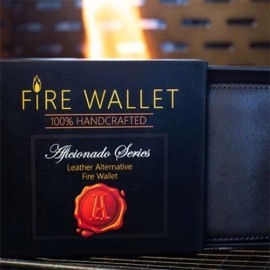 FIRE WALLET
100% HANDCRAFTED
Aficionado Series
Leather Alternative
Fire Wallet
A